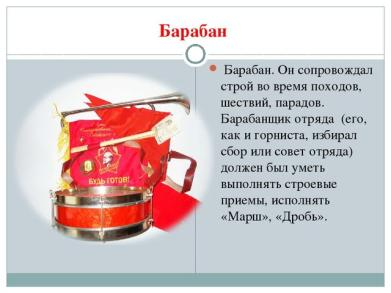 Барабан
Барабан. Он сопровождал
строй во время походов,
шествий, парадов.
Барабанщик отряда (его,
как и горниста, избирал
сбор или совет отряда)
должен был уметь
выполнять строевые
приемы, исполнять
«Марш», «Дробь».
БУДЬ ГОТОВ!